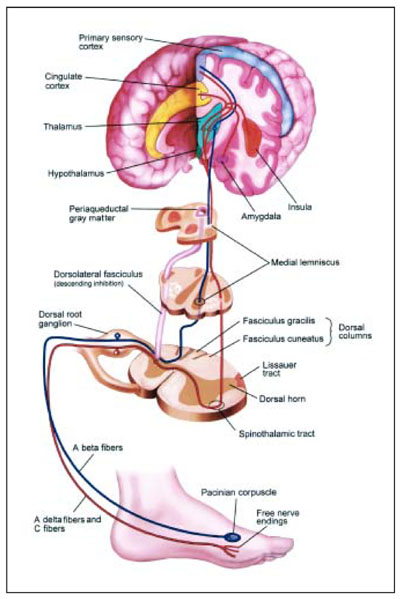 Primary sensory
cortex
Cingulate
cortex
Thalamus
Hypothalamus
Insula
Amygdala
Periaqueductal
gray matter
Medial lemniscus
Dorsolateral fasciculus
(descending inhibition)
Dorsal root
ganglion
Fasciculus gracilis
Fasciculus cuneatus
Dorsal
columns
Lissauer
tract
Dorsal horn
Spinothalamic tract
A beta fibers
Pacinian corpuscle
Free nerve
endings
A delta fibers and
C fibers